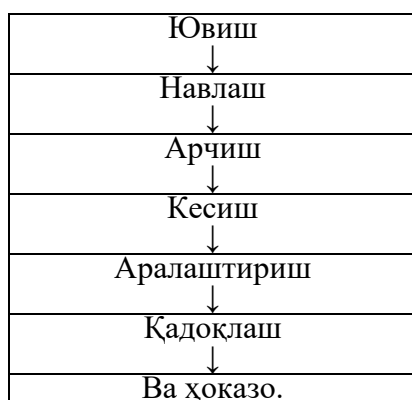 Ювиш
↓
Навлаш
↓
Арчиш
↓
Кесиш
↓
Аралаштириш
↓
Қадоқлаш
↓
Ва ҳоказо.